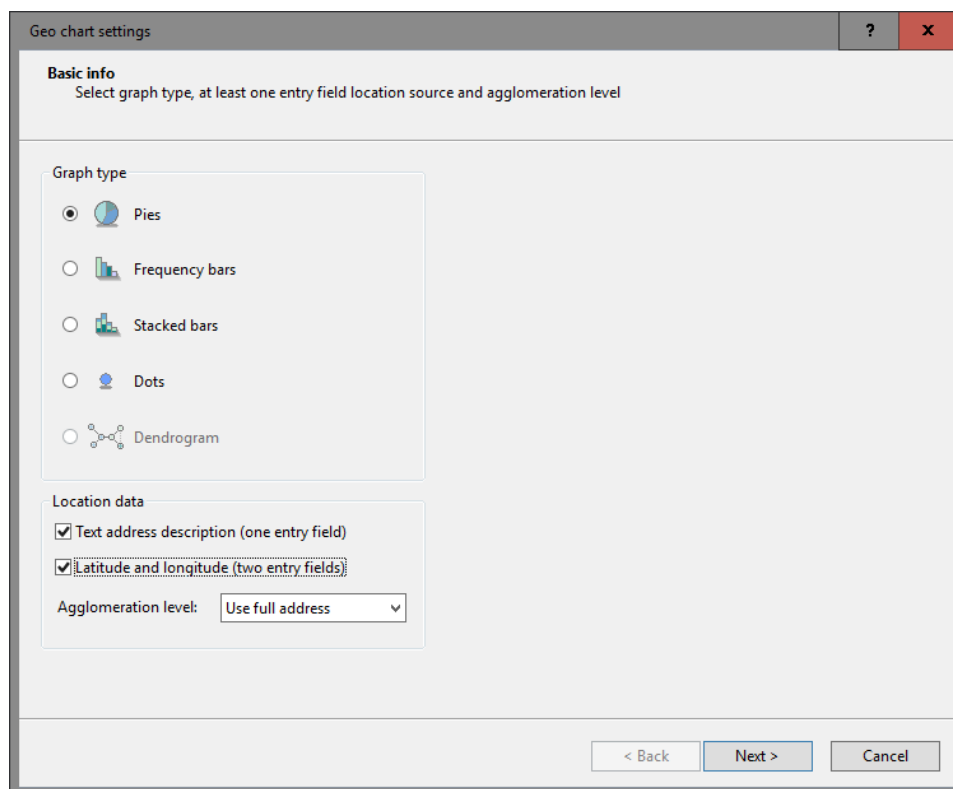 Geo chart settings
?
x
Basic info
Select graph type, at least one entry field location source and agglomeration level
Graph type
Pies
Frequency bars
Stacked bars
Dots
Dendrogram
Location data
Text address description (one entry field)
Latitude and longitude (two entry fields)
Agglomeration level:
Use full address
< Back
Next >
Cancel